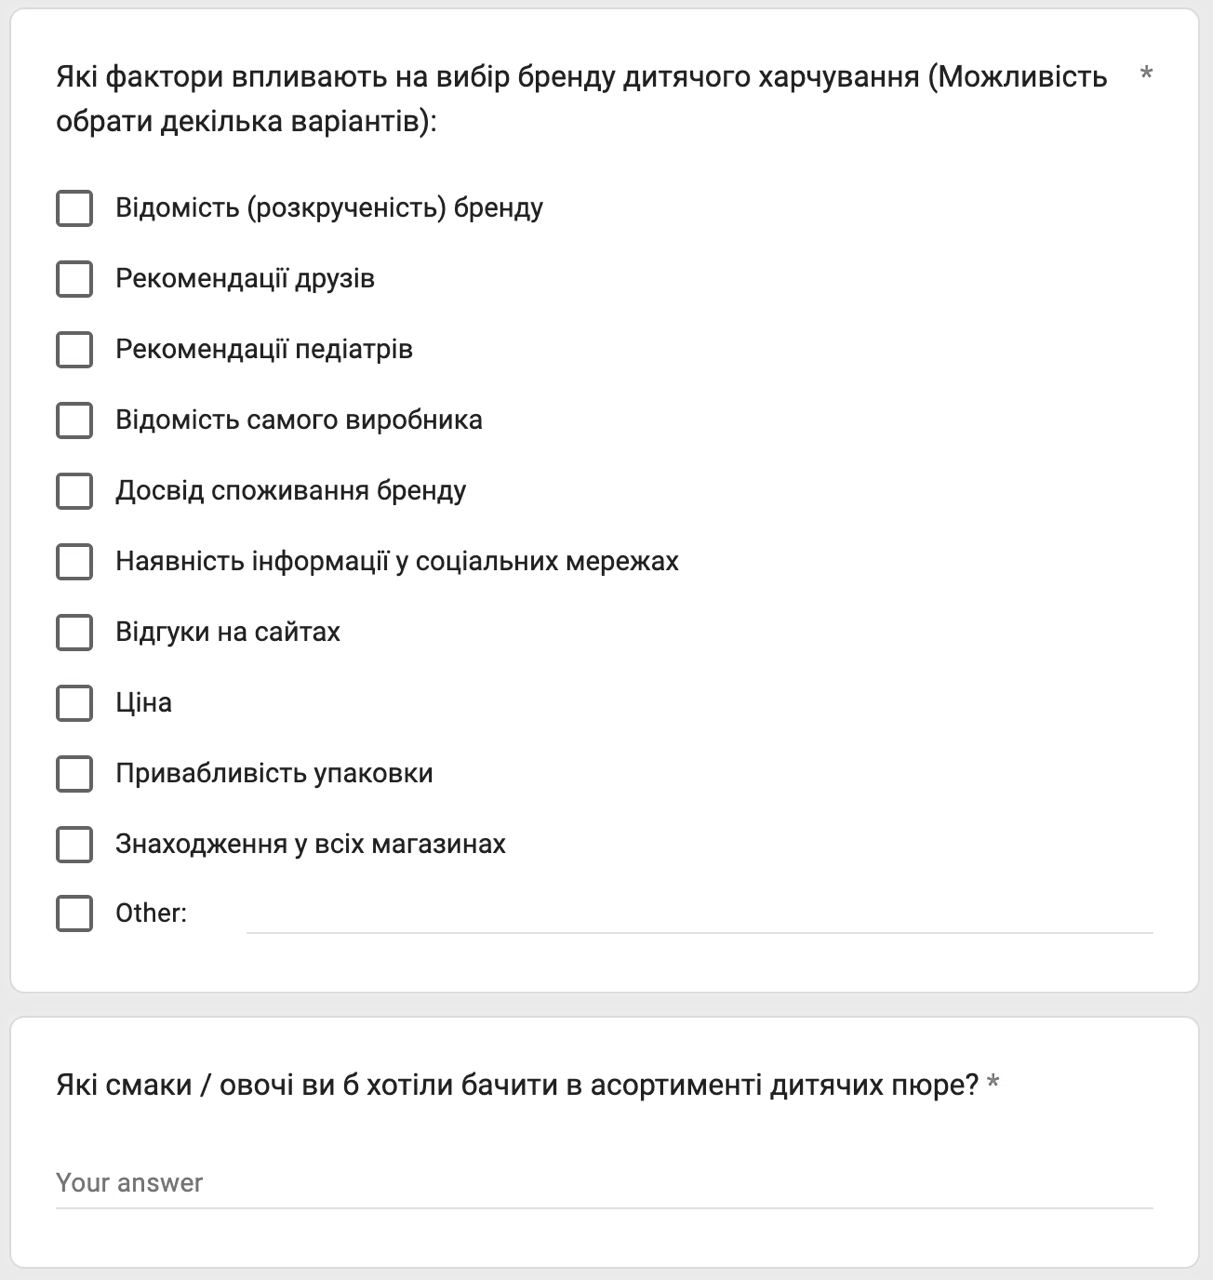 Які фактори впливають на вибір бренду дитячого харчування (Можливість *
обрати декілька варіантів):
Відомість (розкрученість) бренду
Рекомендації друзів
Рекомендації педіатрів
Відомість самого виробника
Досвід споживання бренду
Наявність інформації у соціальних мережах
Відгуки на сайтах
Ціна
Привабливість упаковки
Знаходження у всіх магазинах
Other:
Які смаки / овочі ви б хотіли бачити в асортименті дитячих пюре? *
Your answer